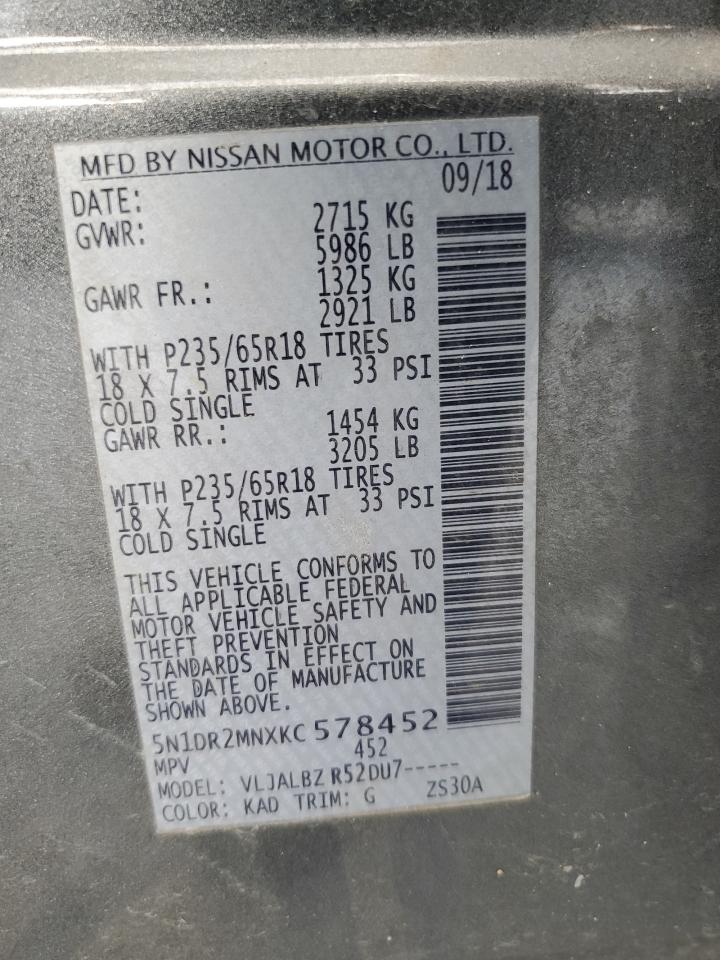 MFD BY NISSAN MOTOR CO., LTD.
DATE: 09/18
GVWR: 2715 KG
5986 LB
GAWR FR.: 1325 KG
2921 LB
WITH P235/65R18 TIRES
18 X 7.5 RIMS AT 33 PSI
COLD SINGLE
GAWR RR.: 1454 KG
3205 LB
WITH P235/65R18 TIRES
18 X 7.5 RIMS AT 33 PSI
COLD SINGLE
THIS VEHICLE CONFORMS TO
ALL APPLICABLE FEDERAL
MOTOR VEHICLE SAFETY AND
THEFT PREVENTION
STANDARDS IN EFFECT ON
THE DATE OF MANUFACTURE
SHOWN ABOVE.
5N1DR2MNXKC 578452
MPV 452
MODEL: VLJALBZ R52DU7-----
COLOR: KAD TRIM: G ZS30A